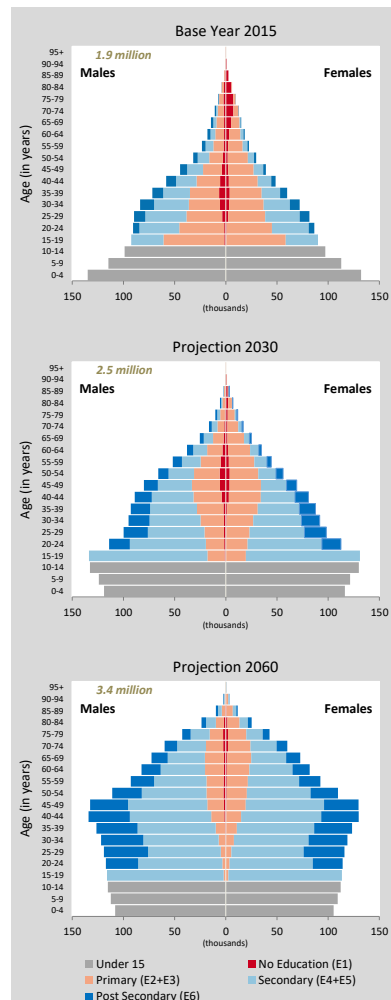 Base Year 2015
1.9 million
Males Females
Age (in years)
95+
90-94
85-89
80-84
75-79
70-74
65-69
60-64
55-59
50-54
45-49
40-44
35-39
30-34
25-29
20-24
15-19
10-14
5-9
0-4
150 100 50 0 50 100 150
(thousands)
Projection 2030
2.5 million
Males Females
Age (in years)
95+
90-94
85-89
80-84
75-79
70-74
65-69
60-64
55-59
50-54
45-49
40-44
35-39
30-34
25-29
20-24
15-19
10-14
5-9
0-4
150 100 50 0 50 100 150
(thousands)
Projection 2060
3.4 million
Males Females
Age (in years)
95+
90-94
85-89
80-84
75-79
70-74
65-69
60-64
55-59
50-54
45-49
40-44
35-39
30-34
25-29
20-24
15-19
10-14
5-9
0-4
150 100 50 0 50 100 150
(thousands)
Under 15 No Education (E1)
Primary (E2+E3) Secondary (E4+E5)
Post Secondary (E6)